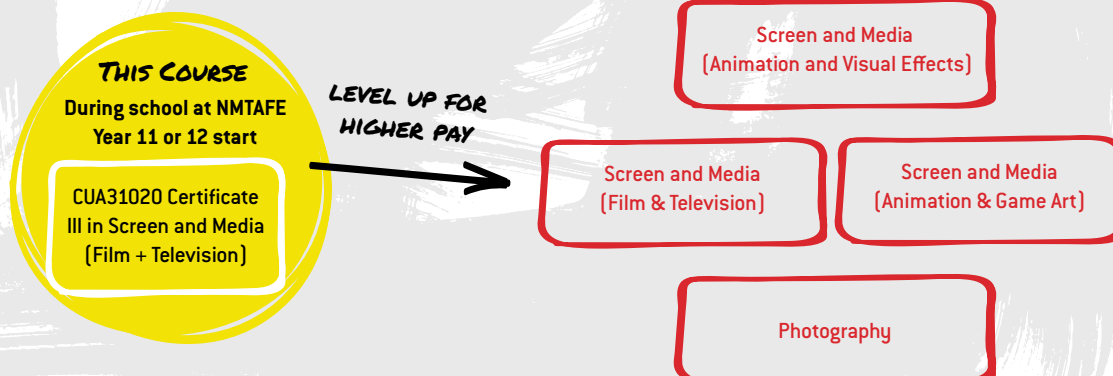 This Course
During school at NMTAFE
Year 11 or 12 start
CUA31020 Certificate
III in Screen and Media
(Film + Television)
LEVEL UP FOR
HIGHER PAY
Screen and Media
(Animation and Visual Effects)
Screen and Media
(Film & Television)
Screen and Media
(Animation & Game Art)
Photography